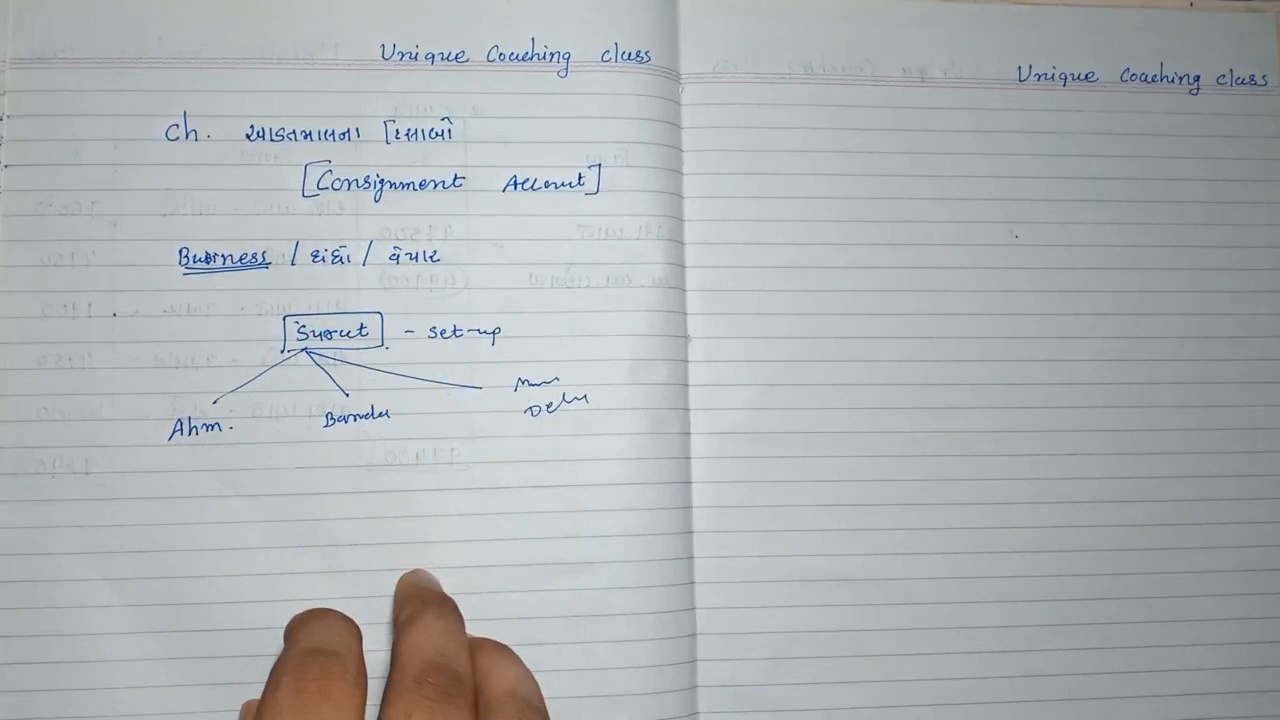 Unique Coaching class
Ch. આડતમાલના હિસાબો
[Consignment Account]
Business / ધંધો / વેપાર
Surat - set-up
Ahm. Baroda Delhi
Unique Coaching class